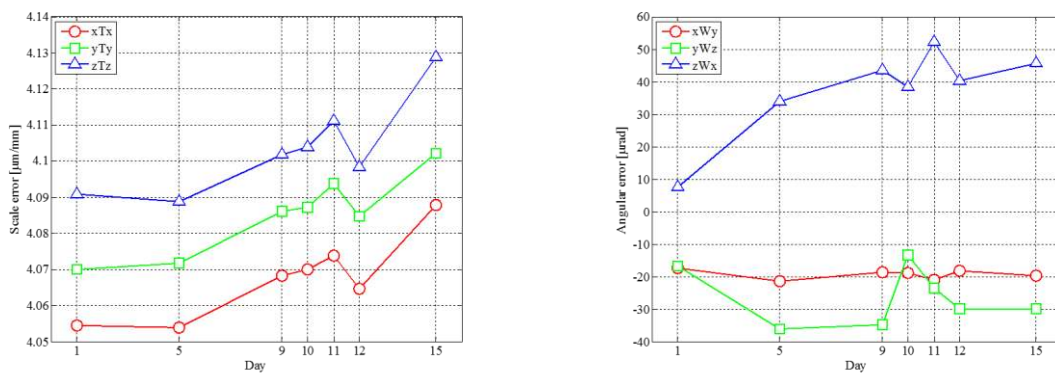 4.14
4.13
4.12
4.11
4.1
4.09
4.08
4.07
4.06
4.05
Scale error [µm/mm]
xTx
yTy
zTz
1 5 9 10 11 12 15
Day
60
50
40
30
20
10
0
-10
-20
-30
-40
Angular error [µrad]
xWy
yWz
zWx
1 5 9 10 11 12 15
Day